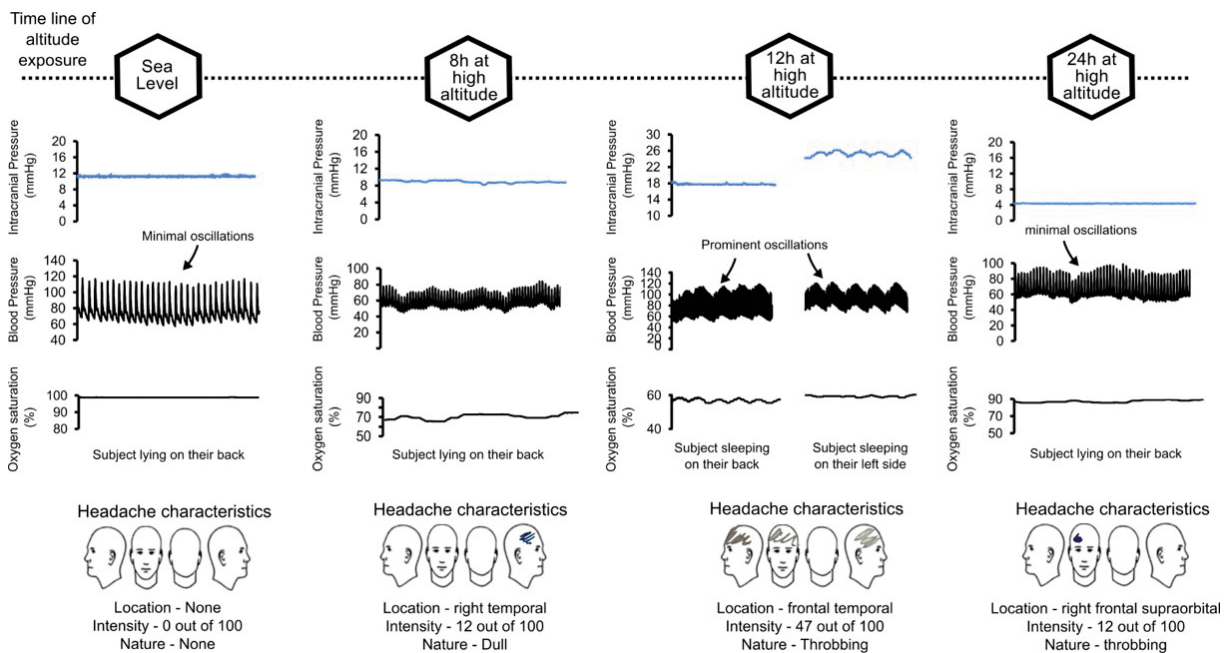 Time line of
altitude
exposure
Sea
Level
8h at
high
altitude
12h at
high
altitude
24h at
high
altitude
Intracranial Pressure
(mmHg)
20
16
12
8
4
0
Intracranial Pressure
(mmHg)
20
16
12
8
4
0
Intracranial Pressure
(mmHg)
30
26
22
18
14
10
Intracranial Pressure
(mmHg)
20
16
12
8
4
0
Minimal oscillations
Prominent oscillations
minimal oscillations
Blood Pressure
(mmHg)
140
120
100
80
60
40
Blood Pressure
(mmHg)
100
80
60
40
20
0
Blood Pressure
(mmHg)
140
120
100
80
60
40
20
0
Blood Pressure
(mmHg)
100
80
60
40
20
0
Oxygen saturation
(%)
100
90
80
Oxygen saturation
(%)
90
70
50
Oxygen saturation
(%)
60
40
Oxygen saturation
(%)
90
70
50
Subject lying on their back
Subject lying on their back
Subject sleeping
on their back
Subject sleeping
on their left side
Subject lying on their back
Headache characteristics
Location - None
Intensity - 0 out of 100
Nature - None
Headache characteristics
Location - right temporal
Intensity - 12 out of 100
Nature - Dull
Headache characteristics
Location - frontal temporal
Intensity - 47 out of 100
Nature - Throbbing
Headache characteristics
Location - right frontal supraorbital
Intensity - 12 out of 100
Nature - throbbing